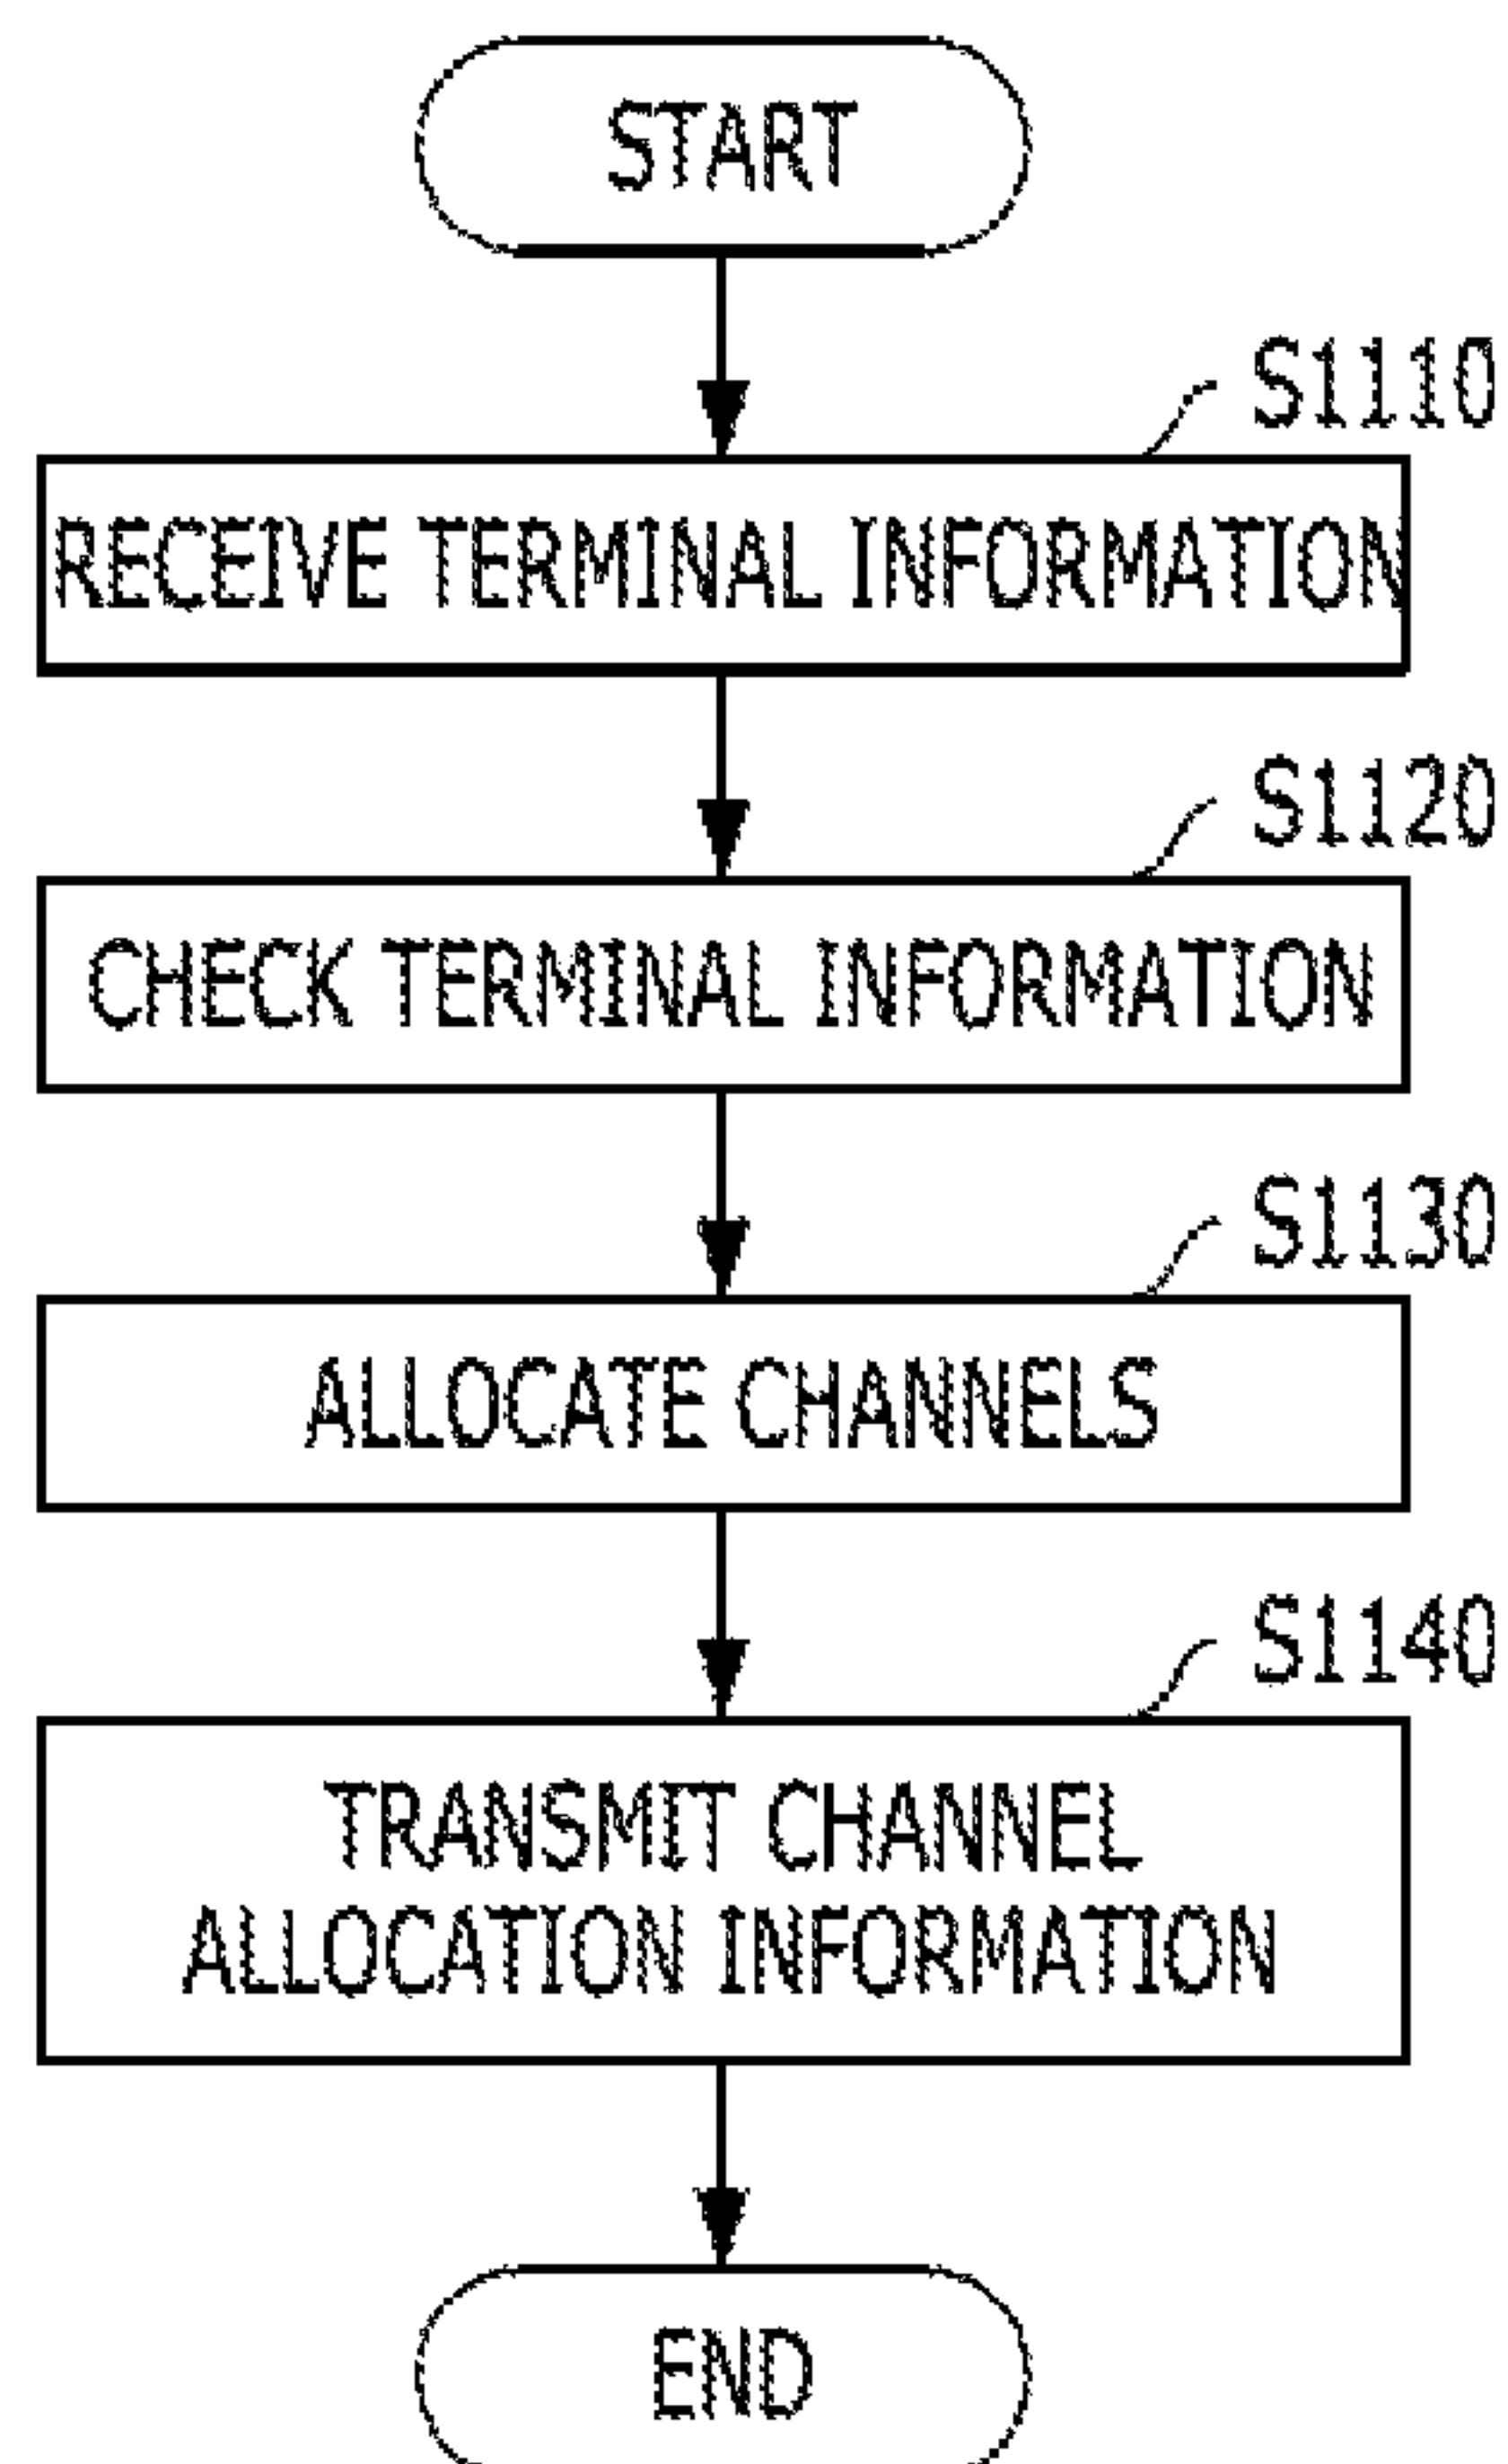 START
S1110
RECEIVE TERMINAL INFORMATION
S1120
CHECK TERMINAL INFORMATION
S1130
ALLOCATE CHANNELS
S1140
TRANSMIT CHANNEL
ALLOCATION INFORMATION
END